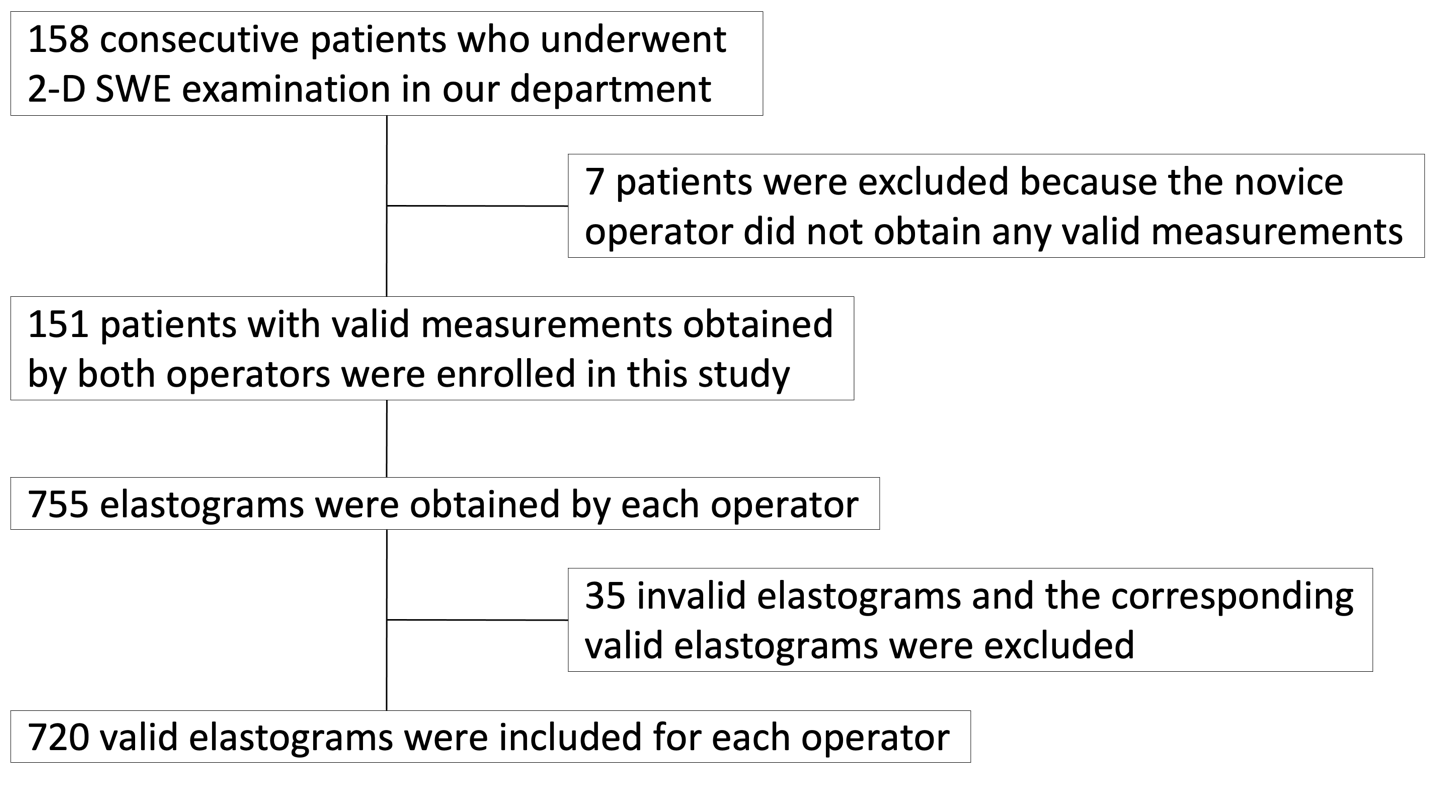 158 consecutive patients who underwent
2-D SWE examination in our department
7 patients were excluded because the novice
operator did not obtain any valid measurements
151 patients with valid measurements obtained
by both operators were enrolled in this study
755 elastograms were obtained by each operator
35 invalid elastograms and the corresponding
valid elastograms were excluded
720 valid elastograms were included for each operator